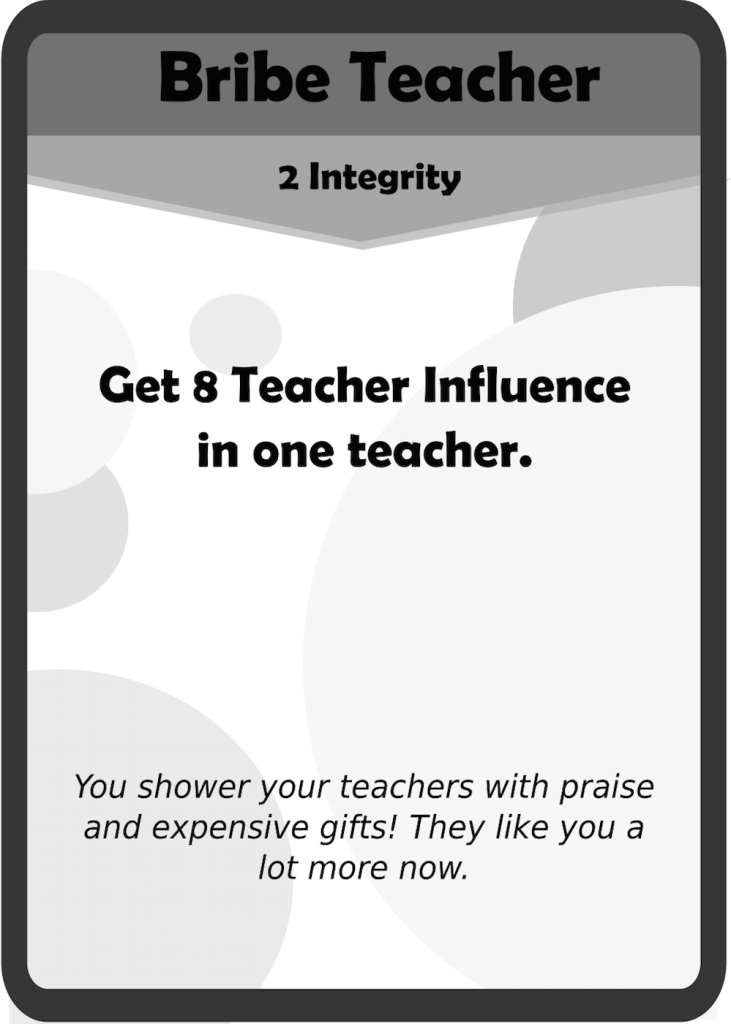 Bribe Teacher
2 Integrity
Get 8 Teacher Influence
in one teacher.
You shower your teachers with praise
and expensive gifts! They like you a
lot more now.